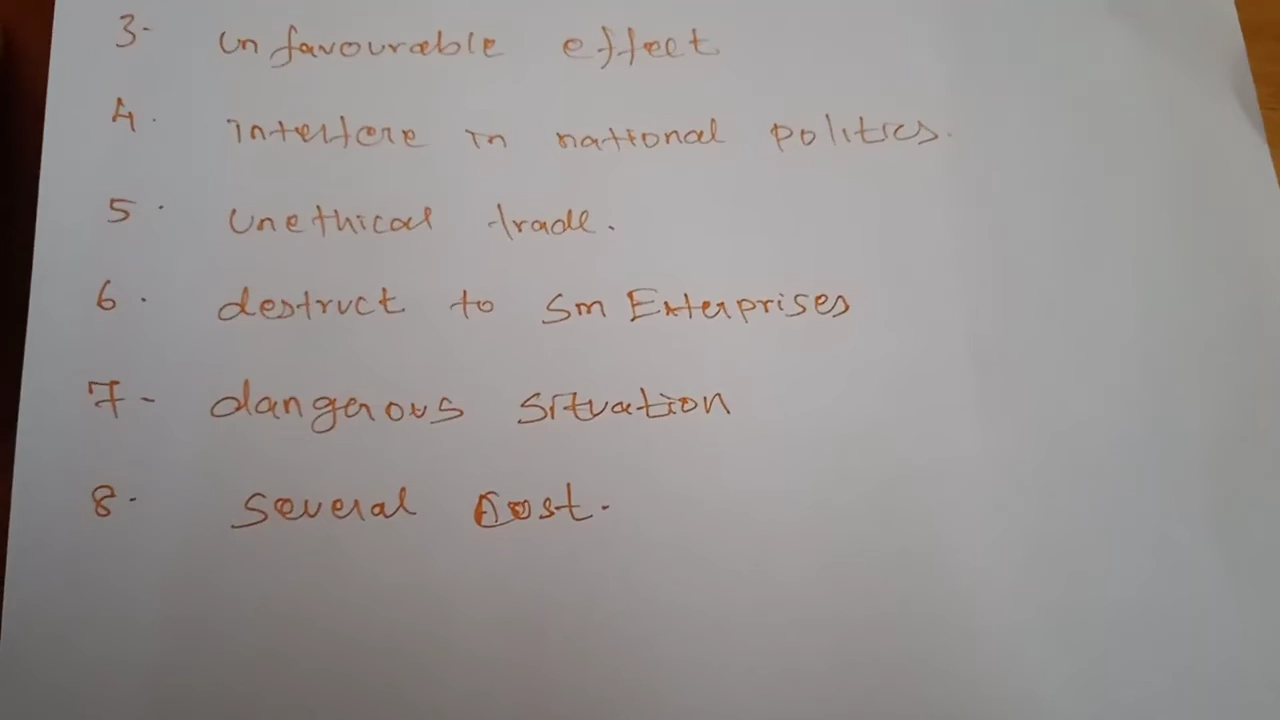 3- unfavourable effect
4. interfere in national politics.
5. unethical trade.
6. destruct to sm Exterprises
7- dangerous situation
8- several cost.